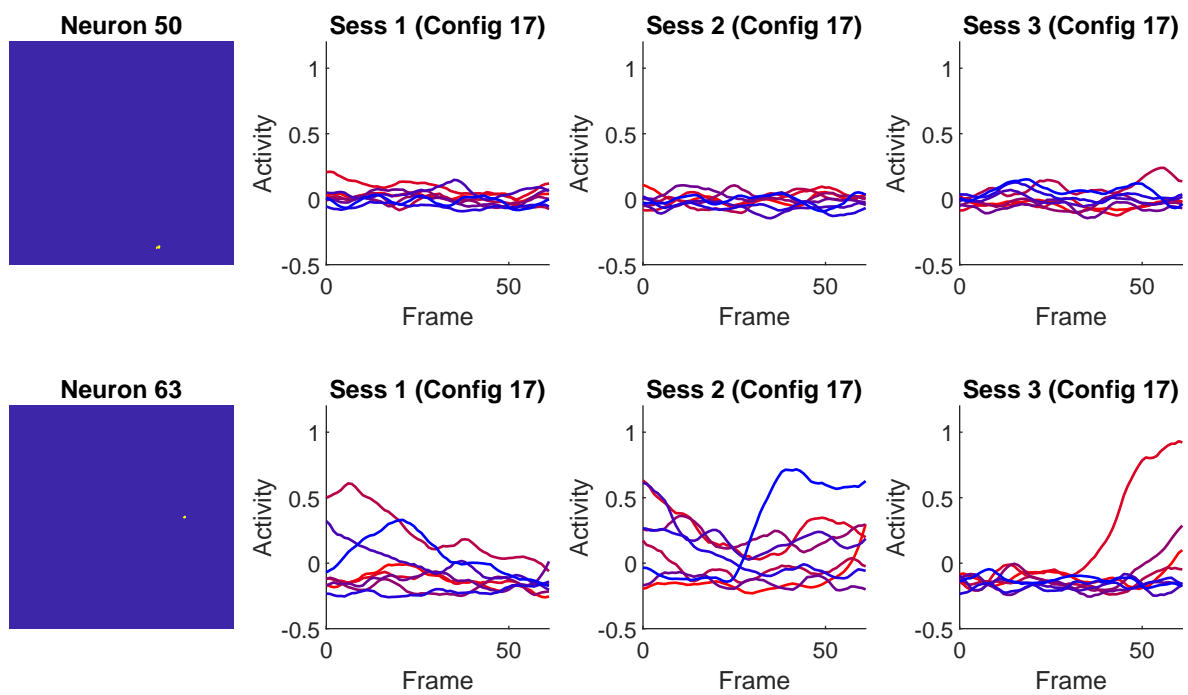 Neuron 50 Sess 1 (Config 17) Sess 2 (Config 17) Sess 3 (Config 17)
1 1 1
0.5 0.5 0.5
Activity Activity Activity
0 0 0
-0.5 -0.5 -0.5
0 50 0 50 0 50
Frame Frame Frame
Neuron 63 Sess 1 (Config 17) Sess 2 (Config 17) Sess 3 (Config 17)
1 1 1
0.5 0.5 0.5
Activity Activity Activity
0 0 0
-0.5 -0.5 -0.5
0 50 0 50 0 50
Frame Frame Frame